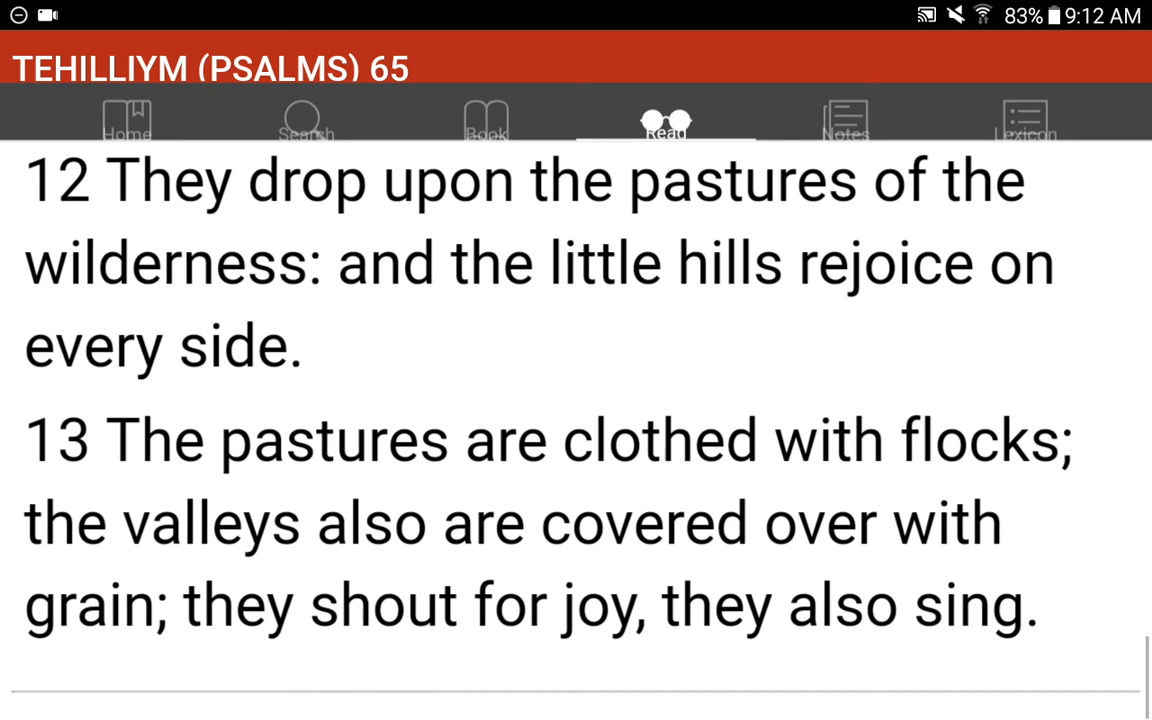 83% 9:12 AM
TEHILLIYM (PSALMS) 65
Home Search Book Read Notes Lexicon
12 They drop upon the pastures of the
wilderness: and the little hills rejoice on
every side.
13 The pastures are clothed with flocks;
the valleys also are covered over with
grain; they shout for joy, they also sing.